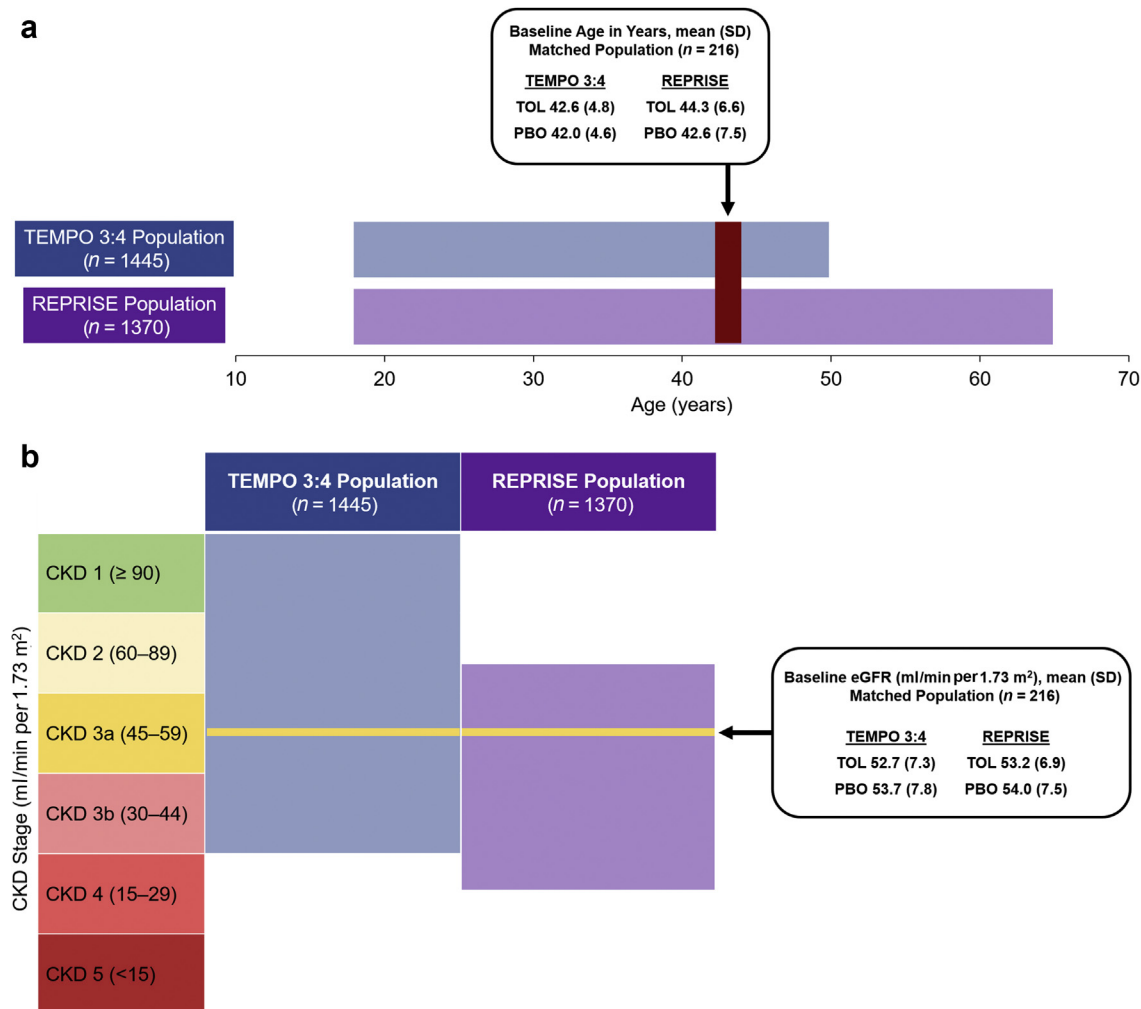 a
Baseline Age in Years, mean (SD)
Matched Population (n = 216)
TEMPO 3:4 REPRISE
TOL 42.6 (4.8) TOL 44.3 (6.6)
PBO 42.0 (4.6) PBO 42.6 (7.5)
TEMPO 3:4 Population
(n = 1445)
REPRISE Population
(n = 1370)
10 20 30 40 50 60 70
Age (years)
b
TEMPO 3:4 Population
(n = 1445)
REPRISE Population
(n = 1370)
CKD Stage (ml/min per 1.73 m²)
CKD 1 (≥ 90)
CKD 2 (60–89)
CKD 3a (45–59)
CKD 3b (30–44)
CKD 4 (15–29)
CKD 5 (<15)
Baseline eGFR (ml/min per 1.73 m²), mean (SD)
Matched Population (n = 216)
TEMPO 3:4 REPRISE
TOL 52.7 (7.3) TOL 53.2 (6.9)
PBO 53.7 (7.8) PBO 54.0 (7.5)